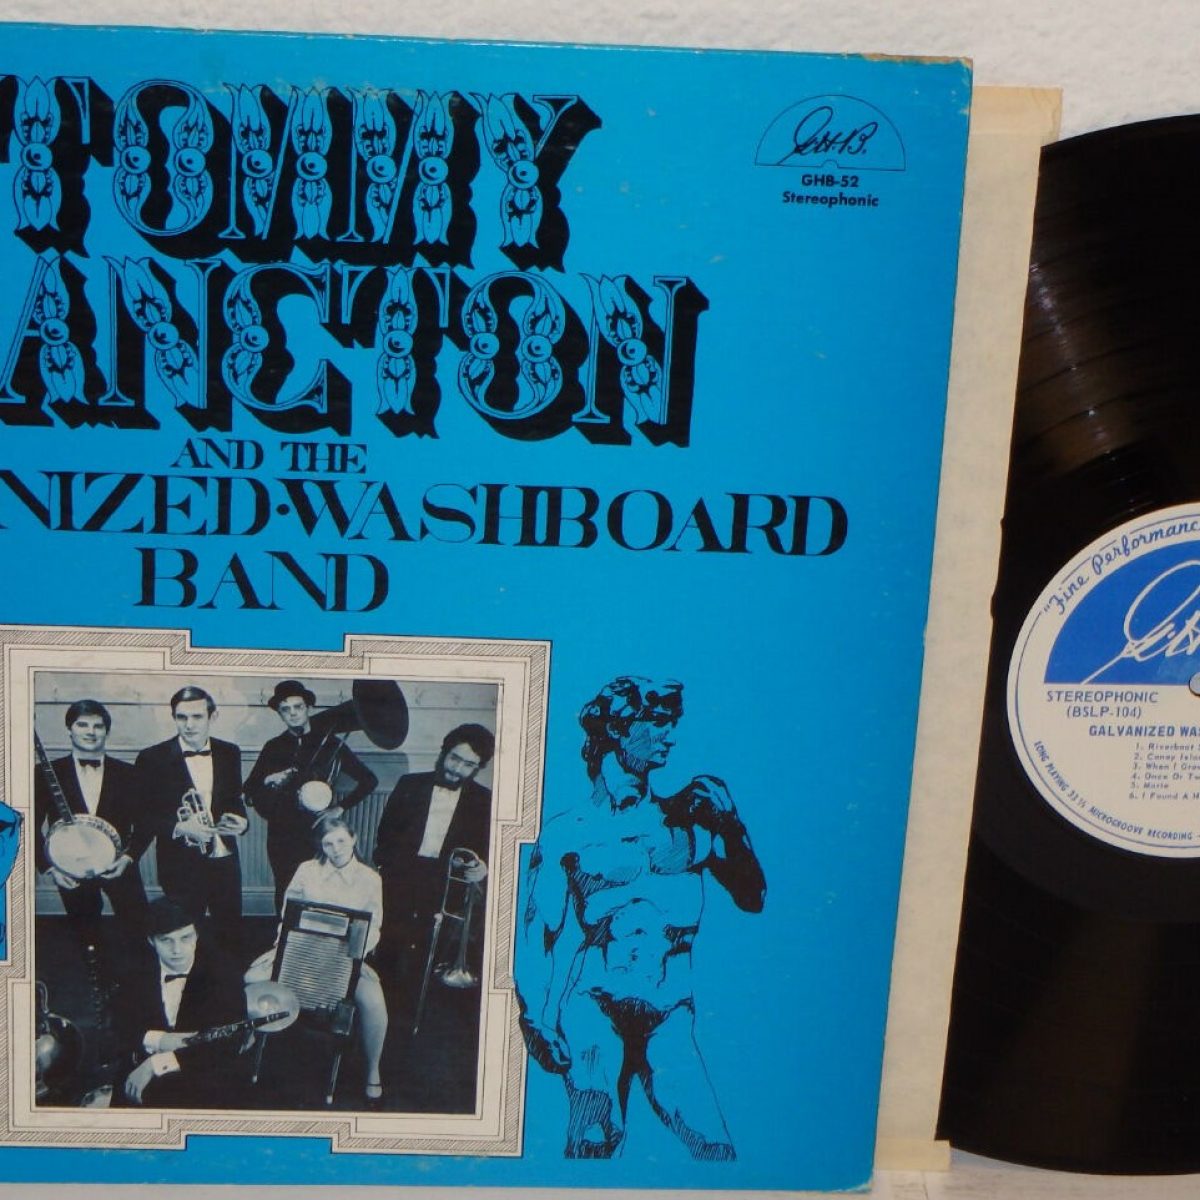 TOMMY
ANCTON
AND THE
NIZED·WASHBOARD
BAND
G.H.B.
GHB-52
Stereophonic
"Fine Performanc
G.H
STEREOPHONIC
(BSLP-104)
GALVANIZED WAS
1. Riverboat
2. Coney Islan
3. When I Grow
4. Once Or Tw
5. Marie
6. I Found A N
LONG PLAYING 33⅓ MICROGROOVE RECORDING